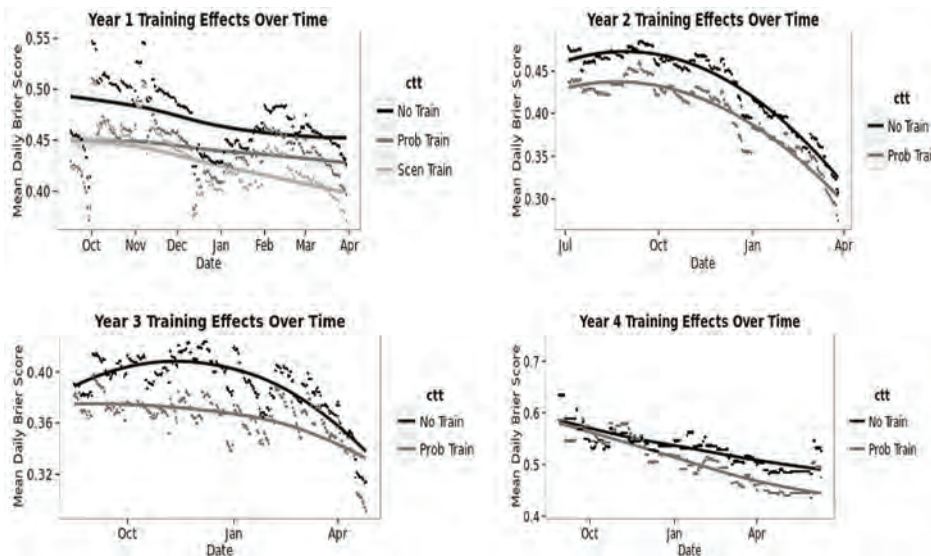 Year 1 Training Effects Over Time
Mean Daily Brier Score
0.55
0.50
0.45
0.40
Oct Nov Dec Jan Feb Mar Apr
Date
ctt
No Train
Prob Train
Scen Train
Year 2 Training Effects Over Time
Mean Daily Brier Score
0.45
0.40
0.35
0.30
Jul Oct Jan Apr
Date
ctt
No Train
Prob Train
Year 3 Training Effects Over Time
Mean Daily Brier Score
0.40
0.36
0.32
Oct Jan Apr
Date
ctt
No Train
Prob Train
Year 4 Training Effects Over Time
Mean Daily Brier Score
0.7
0.6
0.5
0.4
Oct Jan Apr
Date
ctt
No Train
Prob Train